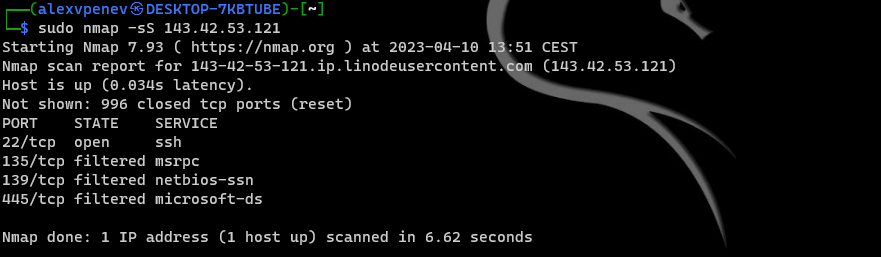 ┌──(alexvpenev㉿DESKTOP-7KBTUBE)-[~]
└─$ sudo nmap -sS 143.42.53.121
Starting Nmap 7.93 ( https://nmap.org ) at 2023-04-10 13:51 CEST
Nmap scan report for 143-42-53-121.ip.linodeusercontent.com (143.42.53.121)
Host is up (0.034s latency).
Not shown: 996 closed tcp ports (reset)
PORT    STATE    SERVICE
22/tcp  open     ssh
135/tcp filtered msrpc
139/tcp filtered netbios-ssn
445/tcp filtered microsoft-ds
Nmap done: 1 IP address (1 host up) scanned in 6.62 seconds